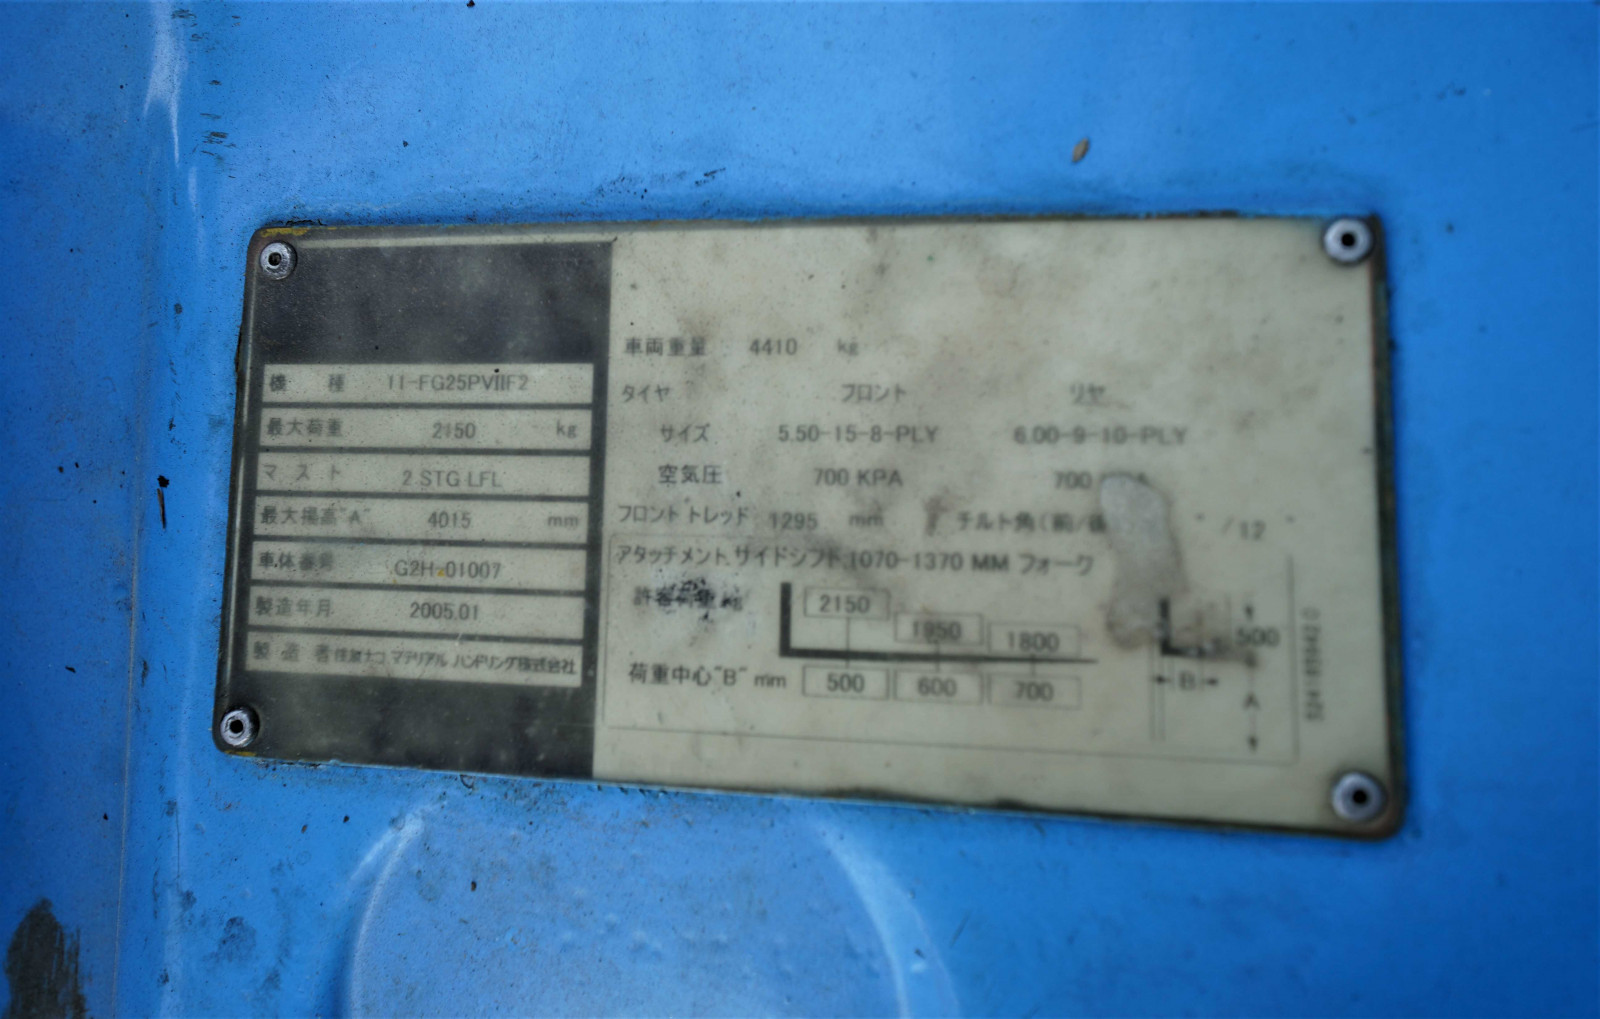 機種 11-FG25PVIIF2
最大荷重 2150 kg
マスト 2 STG LFL
最大揚高"A" 4015 mm
車体番号 G2H-01007
製造年月 2005.01
製造者 住友ナコ マテリアル ハンドリング株式会社
車両重量 4410 kg
タイヤ フロント リヤ
サイズ 5.50-15-8-PLY 6.00-9-10-PLY
空気圧 700 KPA 700
フロント トレッド 1295 mm チルト角(前/後 /12
アタッチメント サイドシフト,1070-1370 MM フォーク
許容荷重 kg 2150 1950 1800
荷重中心"B" mm 500 600 700
500
B
A